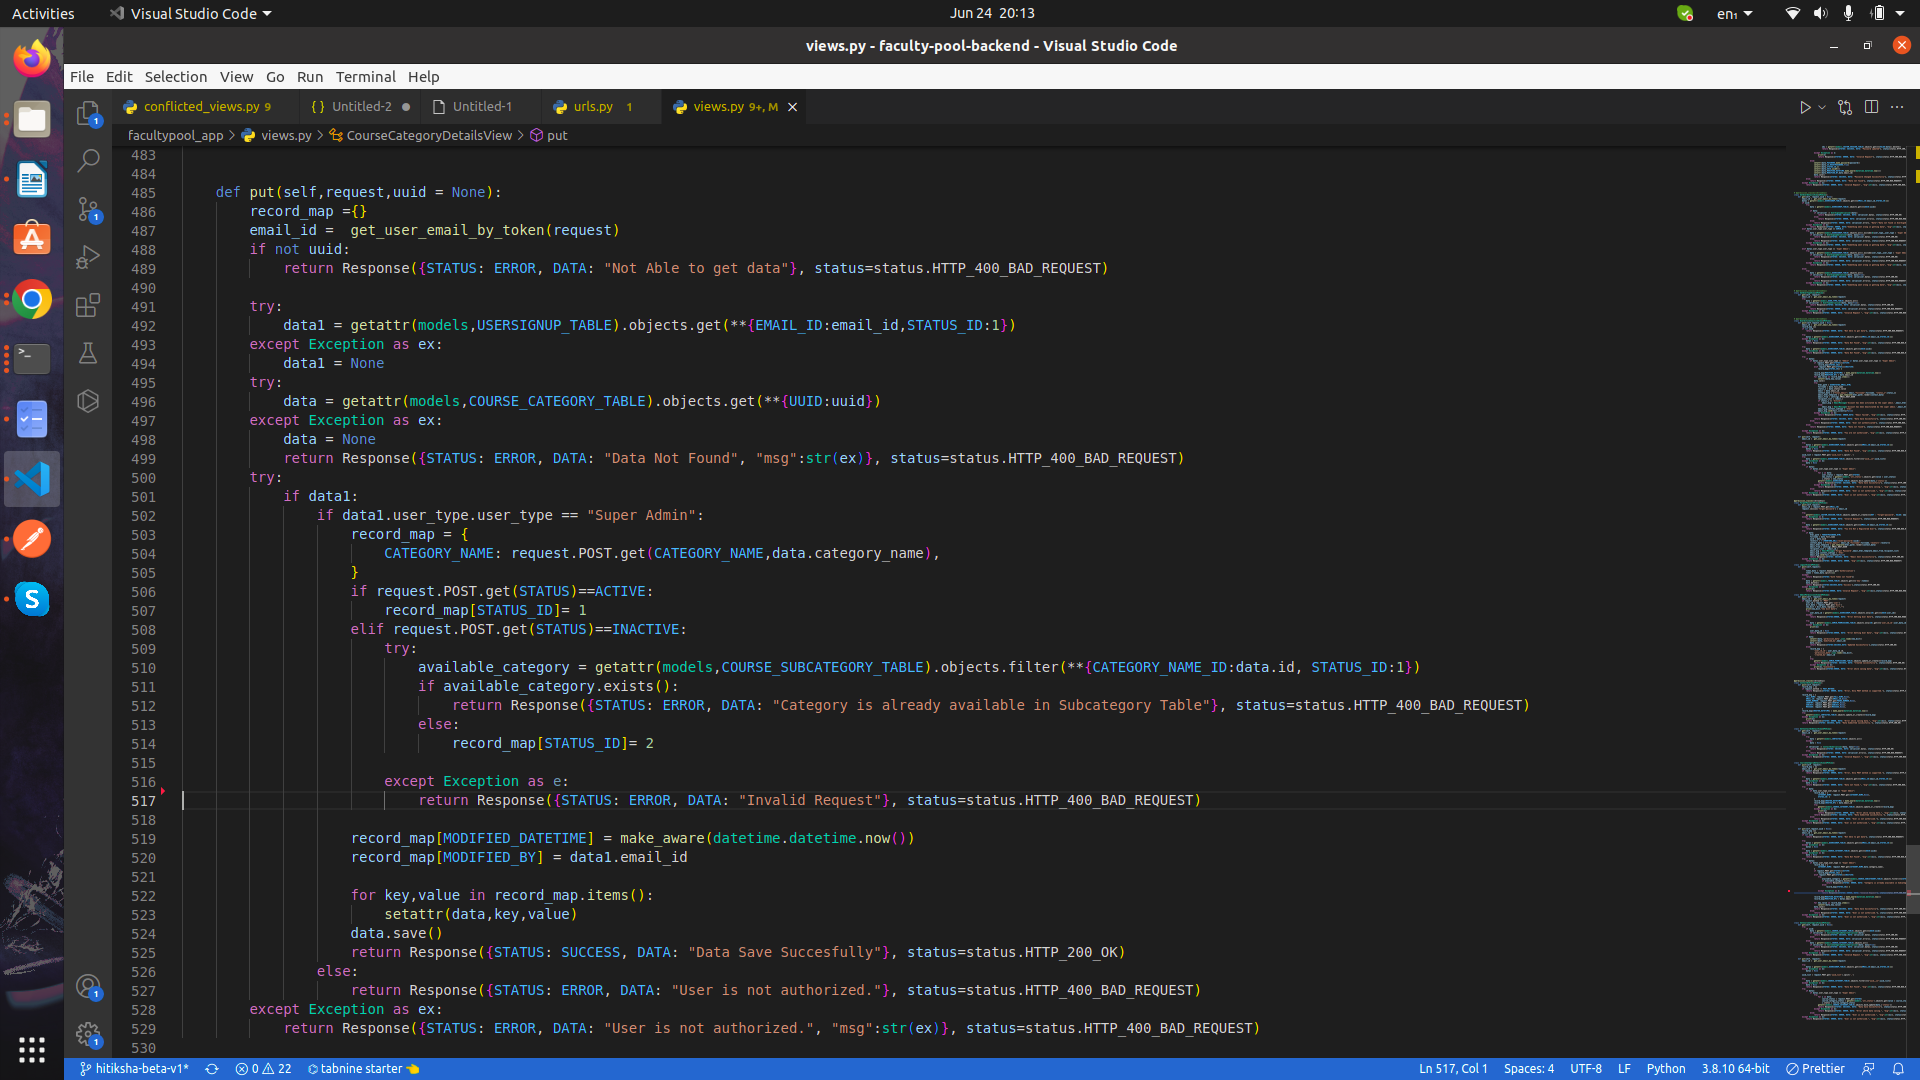 Activities
Visual Studio Code
Jun 24 20:13
en₁
views.py - faculty-pool-backend - Visual Studio Code
File Edit Selection View Go Run Terminal Help
conflicted_views.py 9
{} Untitled-2
Untitled-1
urls.py 1
views.py 9+, M
facultypool_app > views.py > CourseCategoryDetailsView > put
483
484
485 def put(self,request,uuid = None):
486 record_map ={}
487 email_id =  get_user_email_by_token(request)
488 if not uuid:
489 return Response({STATUS: ERROR, DATA: "Not Able to get data"}, status=status.HTTP_400_BAD_REQUEST)
490
491 try:
492 data1 = getattr(models,USERSIGNUP_TABLE).objects.get(**{EMAIL_ID:email_id,STATUS_ID:1})
493 except Exception as ex:
494 data1 = None
495 try:
496 data = getattr(models,COURSE_CATEGORY_TABLE).objects.get(**{UUID:uuid})
497 except Exception as ex:
498 data = None
499 return Response({STATUS: ERROR, DATA: "Data Not Found", "msg":str(ex)}, status=status.HTTP_400_BAD_REQUEST)
500 try:
501 if data1:
502 if data1.user_type.user_type == "Super Admin":
503 record_map = {
504 CATEGORY_NAME: request.POST.get(CATEGORY_NAME,data.category_name),
505 }
506 if request.POST.get(STATUS)==ACTIVE:
507 record_map[STATUS_ID]= 1
508 elif request.POST.get(STATUS)==INACTIVE:
509 try:
510 available_category = getattr(models,COURSE_SUBCATEGORY_TABLE).objects.filter(**{CATEGORY_NAME_ID:data.id, STATUS_ID:1})
511 if available_category.exists():
512 return Response({STATUS: ERROR, DATA: "Category is already available in Subcategory Table"}, status=status.HTTP_400_BAD_REQUEST)
513 else:
514 record_map[STATUS_ID]= 2
515
516 except Exception as e:
517 return Response({STATUS: ERROR, DATA: "Invalid Request"}, status=status.HTTP_400_BAD_REQUEST)
518
519 record_map[MODIFIED_DATETIME] = make_aware(datetime.datetime.now())
520 record_map[MODIFIED_BY] = data1.email_id
521
522 for key,value in record_map.items():
523 setattr(data,key,value)
524 data.save()
525 return Response({STATUS: SUCCESS, DATA: "Data Save Succesfully"}, status=status.HTTP_200_OK)
526 else:
527 return Response({STATUS: ERROR, DATA: "User is not authorized."}, status=status.HTTP_400_BAD_REQUEST)
528 except Exception as ex:
529 return Response({STATUS: ERROR, DATA: "User is not authorized.", "msg":str(ex)}, status=status.HTTP_400_BAD_REQUEST)
530
hitiksha-beta-v1* 0 22 tabnine starter Ln 517, Col 1 Spaces: 4 UTF-8 LF Python 3.8.10 64-bit Prettier